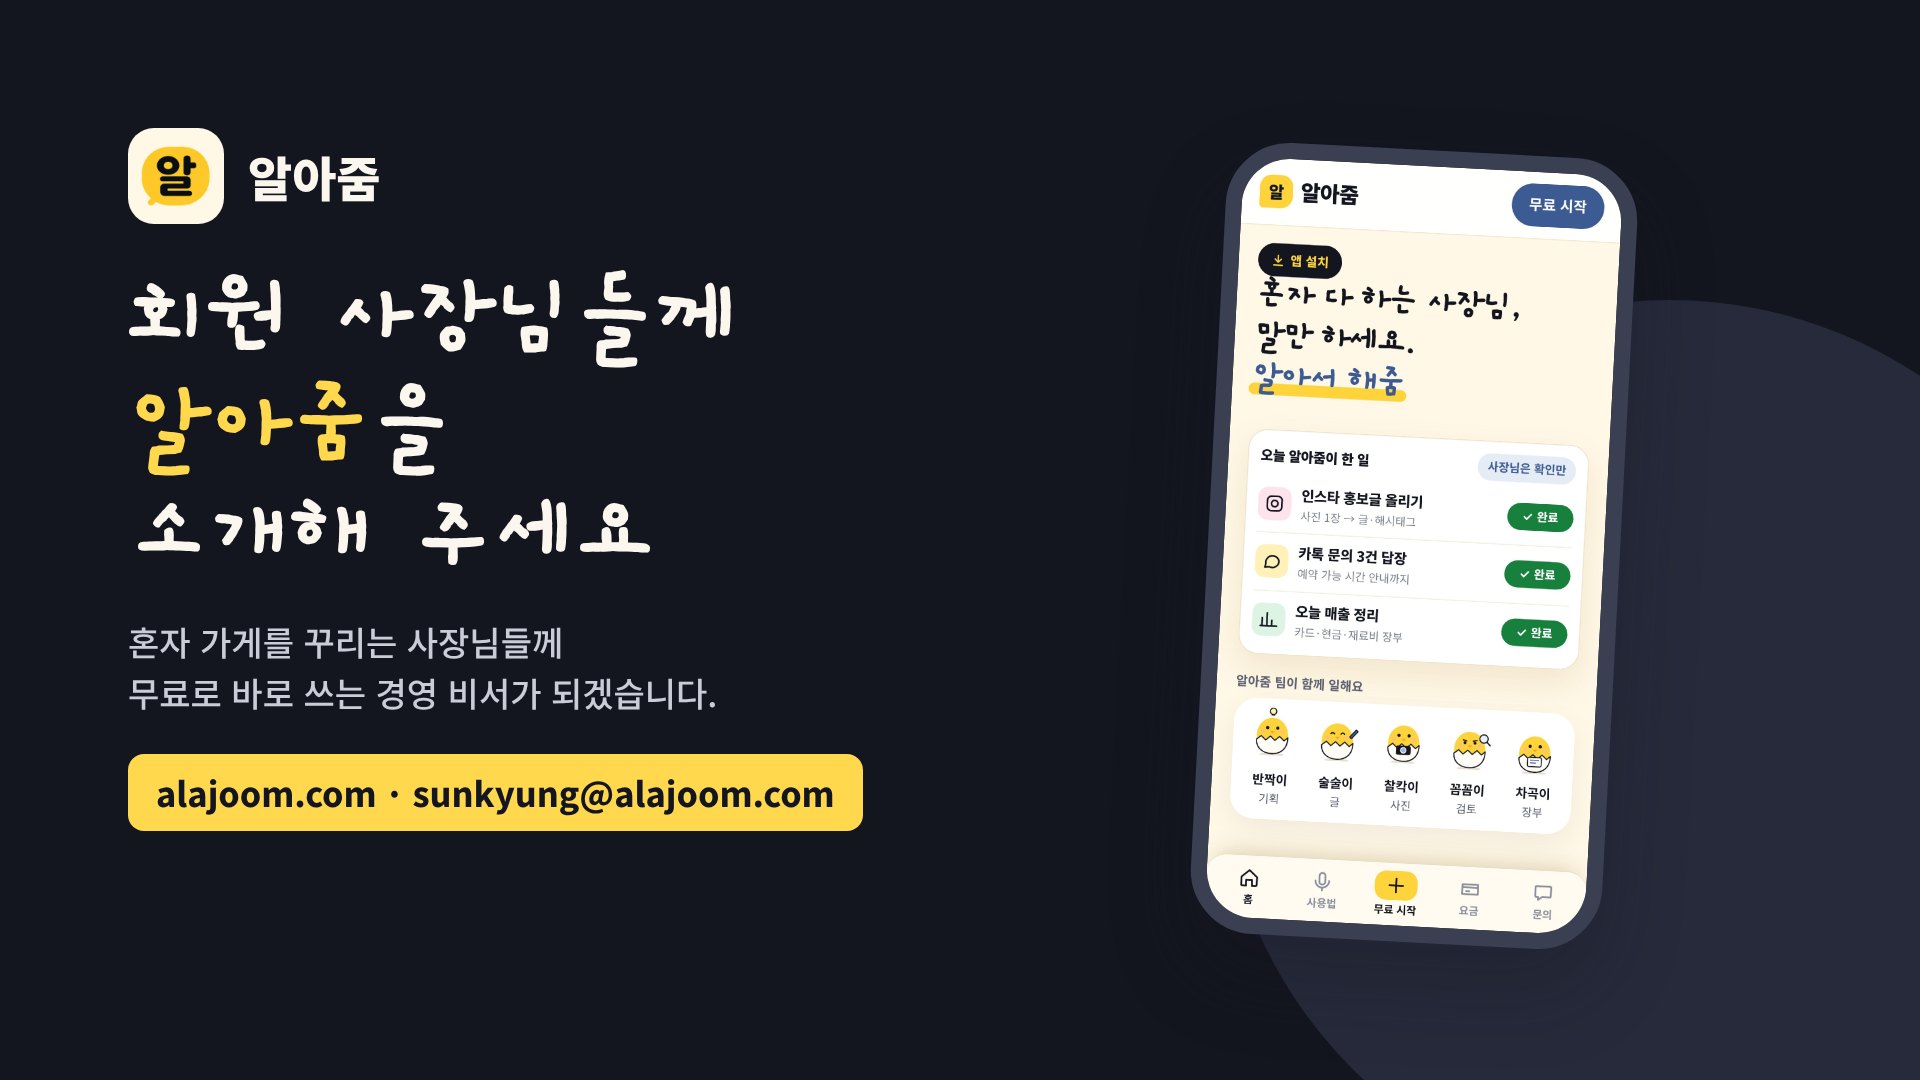 알
알아줌
회원 사장님들께
알아줌을
소개해 주세요
혼자 가게를 꾸리는 사장님들께
무료로 바로 쓰는 경영 비서가 되겠습니다.
alajoom.com · sunkyung@alajoom.com
알 알아줌
무료 시작
앱 설치
혼자 다 하는 사장님,
말만 하세요.
알아서 해줌
오늘 알아줌이 한 일
사장님은 확인만
인스타 홍보글 올리기
사진 1장 → 글·해시태그
✓ 완료
카톡 문의 3건 답장
예약 가능 시간 안내까지
✓ 완료
오늘 매출 정리
카드·현금·재료비 장부
✓ 완료
알아줌 팀이 함께 일해요
반짝이 술술이 찰칵이 꼼꼼이 차곡이
기획 글 사진 검토 장부
홈 사용법 무료 시작 요금 문의